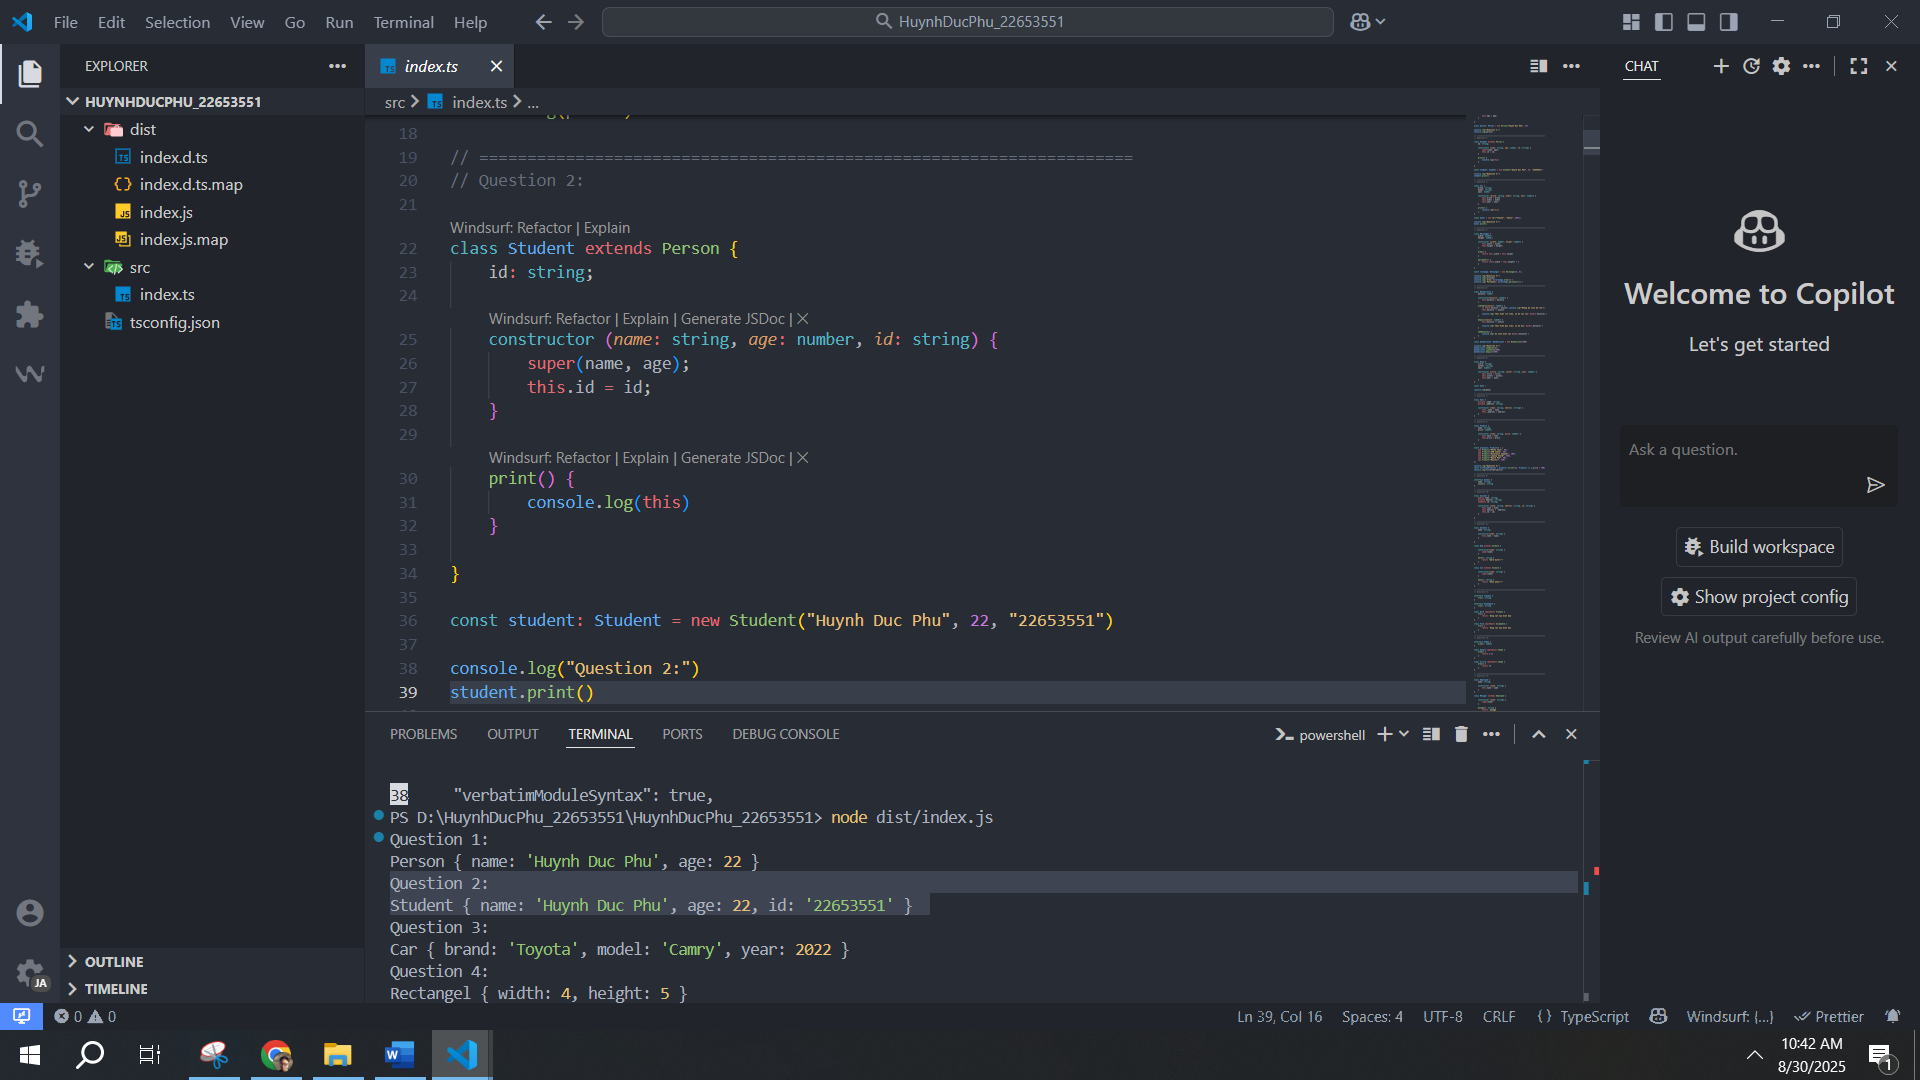 File Edit Selection View Go Run Terminal Help
HuynhDucPhu_22653551
EXPLORER
HUYNHDUCPHU_22653551
dist
index.d.ts
index.d.ts.map
index.js
index.js.map
src
index.ts
tsconfig.json
OUTLINE
TIMELINE
index.ts
src > index.ts > ...
18
19 // ====================================================================
20 // Question 2:
21
Windsurf: Refactor | Explain
22 class Student extends Person {
23 id: string;
24
Windsurf: Refactor | Explain | Generate JSDoc | X
25 constructor (name: string, age: number, id: string) {
26 super(name, age);
27 this.id = id;
28 }
29
Windsurf: Refactor | Explain | Generate JSDoc | X
30 print() {
31 console.log(this)
32 }
33
34 }
35
36 const student: Student = new Student("Huynh Duc Phu", 22, "22653551")
37
38 console.log("Question 2:")
39 student.print()
PROBLEMS OUTPUT TERMINAL PORTS DEBUG CONSOLE
powershell
38 "verbatimModuleSyntax": true,
PS D:\HuynhDucPhu_22653551\HuynhDucPhu_22653551> node dist/index.js
Question 1:
Person { name: 'Huynh Duc Phu', age: 22 }
Question 2:
Student { name: 'Huynh Duc Phu', age: 22, id: '22653551' }
Question 3:
Car { brand: 'Toyota', model: 'Camry', year: 2022 }
Question 4:
Rectangel { width: 4, height: 5 }
CHAT
Welcome to Copilot
Let's get started
Ask a question.
Build workspace
Show project config
Review AI output carefully before use.
JA
0 0
Ln 39, Col 16 Spaces: 4 UTF-8 CRLF {} TypeScript Windsurf: {...} Prettier
10:42 AM
8/30/2025
1